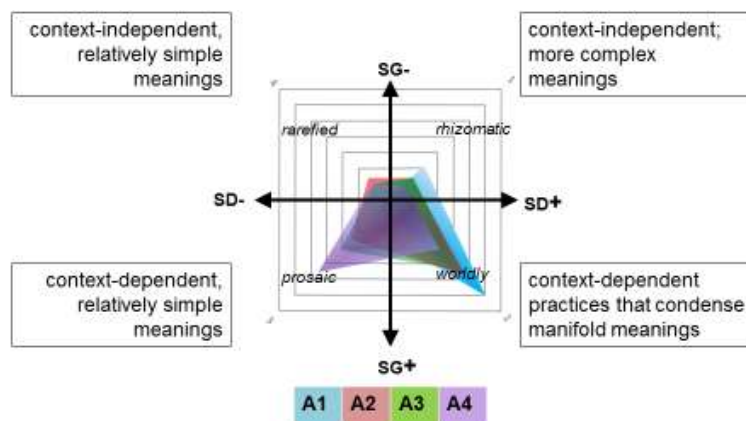 context-independent,
relatively simple
meanings
context-independent;
more complex
meanings
SG-
rarefied
rhizomatic
SD-
SD+
prosaic
worldly
context-dependent,
relatively simple
meanings
context-dependent
practices that condense
manifold meanings
SG+
A1 A2 A3 A4